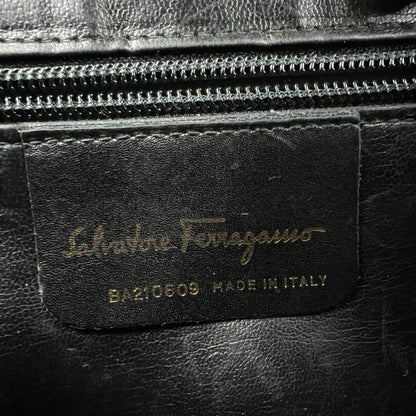 Salvatore Ferragamo
BA210609 MADE IN ITALY